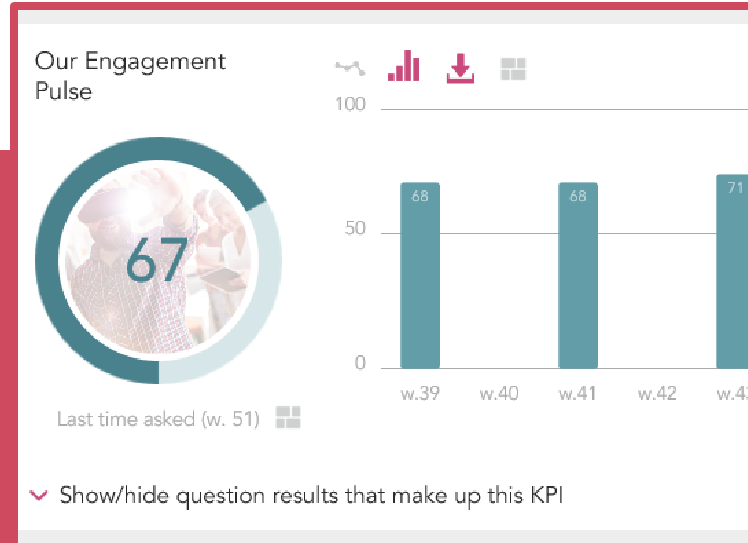 Our Engagement
Pulse
67
Last time asked (w. 51)
100
50
0
68
68
71
w.39
w.40
w.41
w.42
Show/hide question results that make up this KPI